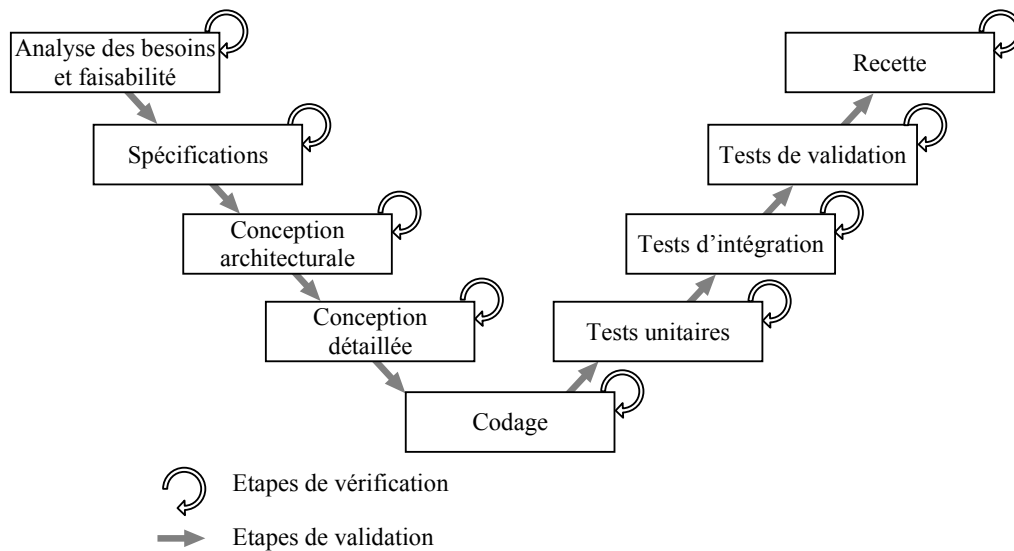 Analyse des besoins
et faisabilité
Recette
Spécifications
Tests de validation
Conception
architecturale
Tests d’intégration
Conception
détaillée
Tests unitaires
Codage
Etapes de vérification
Etapes de validation